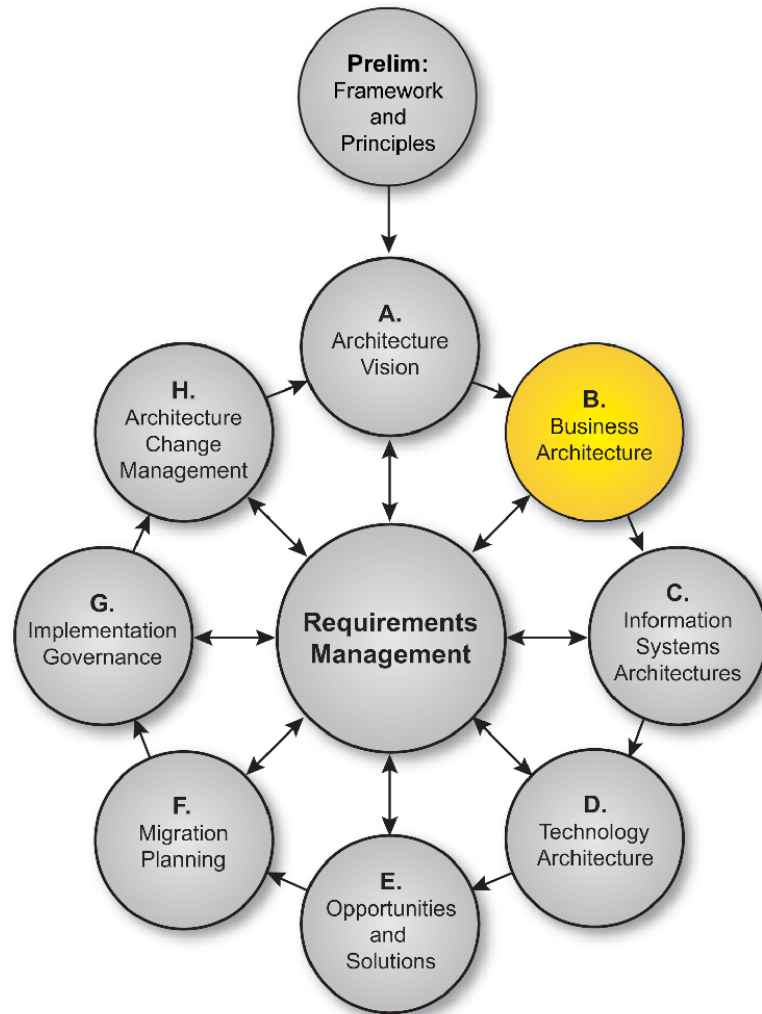 Prelim:
Framework
and
Principles
A.
Architecture
Vision
B.
Business
Architecture
C.
Information
Systems
Architectures
D.
Technology
Architecture
E.
Opportunities
and
Solutions
F.
Migration
Planning
G.
Implementation
Governance
H.
Architecture
Change
Management
Requirements
Management